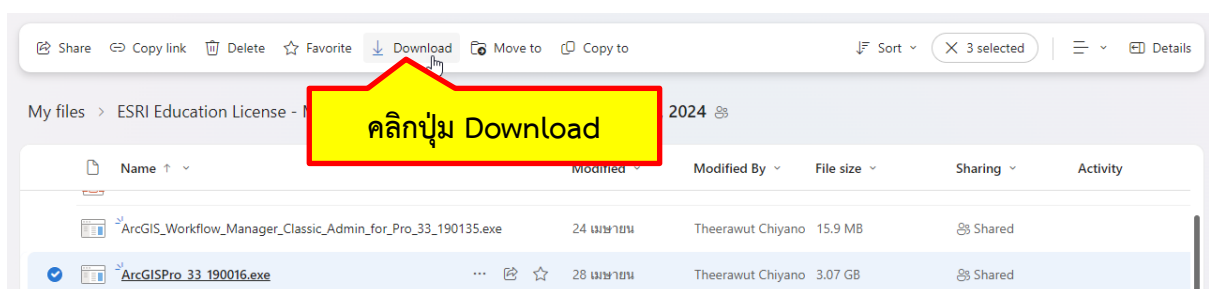 Share Copy link Delete Favorite Download Move to Copy to Sort 3 selected Details
My files > ESRI Education License - 2024
คลิกปุ่ม Download
Name Modified Modified By File size Sharing Activity
ArcGIS_Workflow_Manager_Classic_Admin_for_Pro_33_190135.exe 24 เมษายน Theerawut Chiyano 15.9 MB Shared
ArcGISPro_33_190016.exe ... 28 เมษายน Theerawut Chiyano 3.07 GB Shared